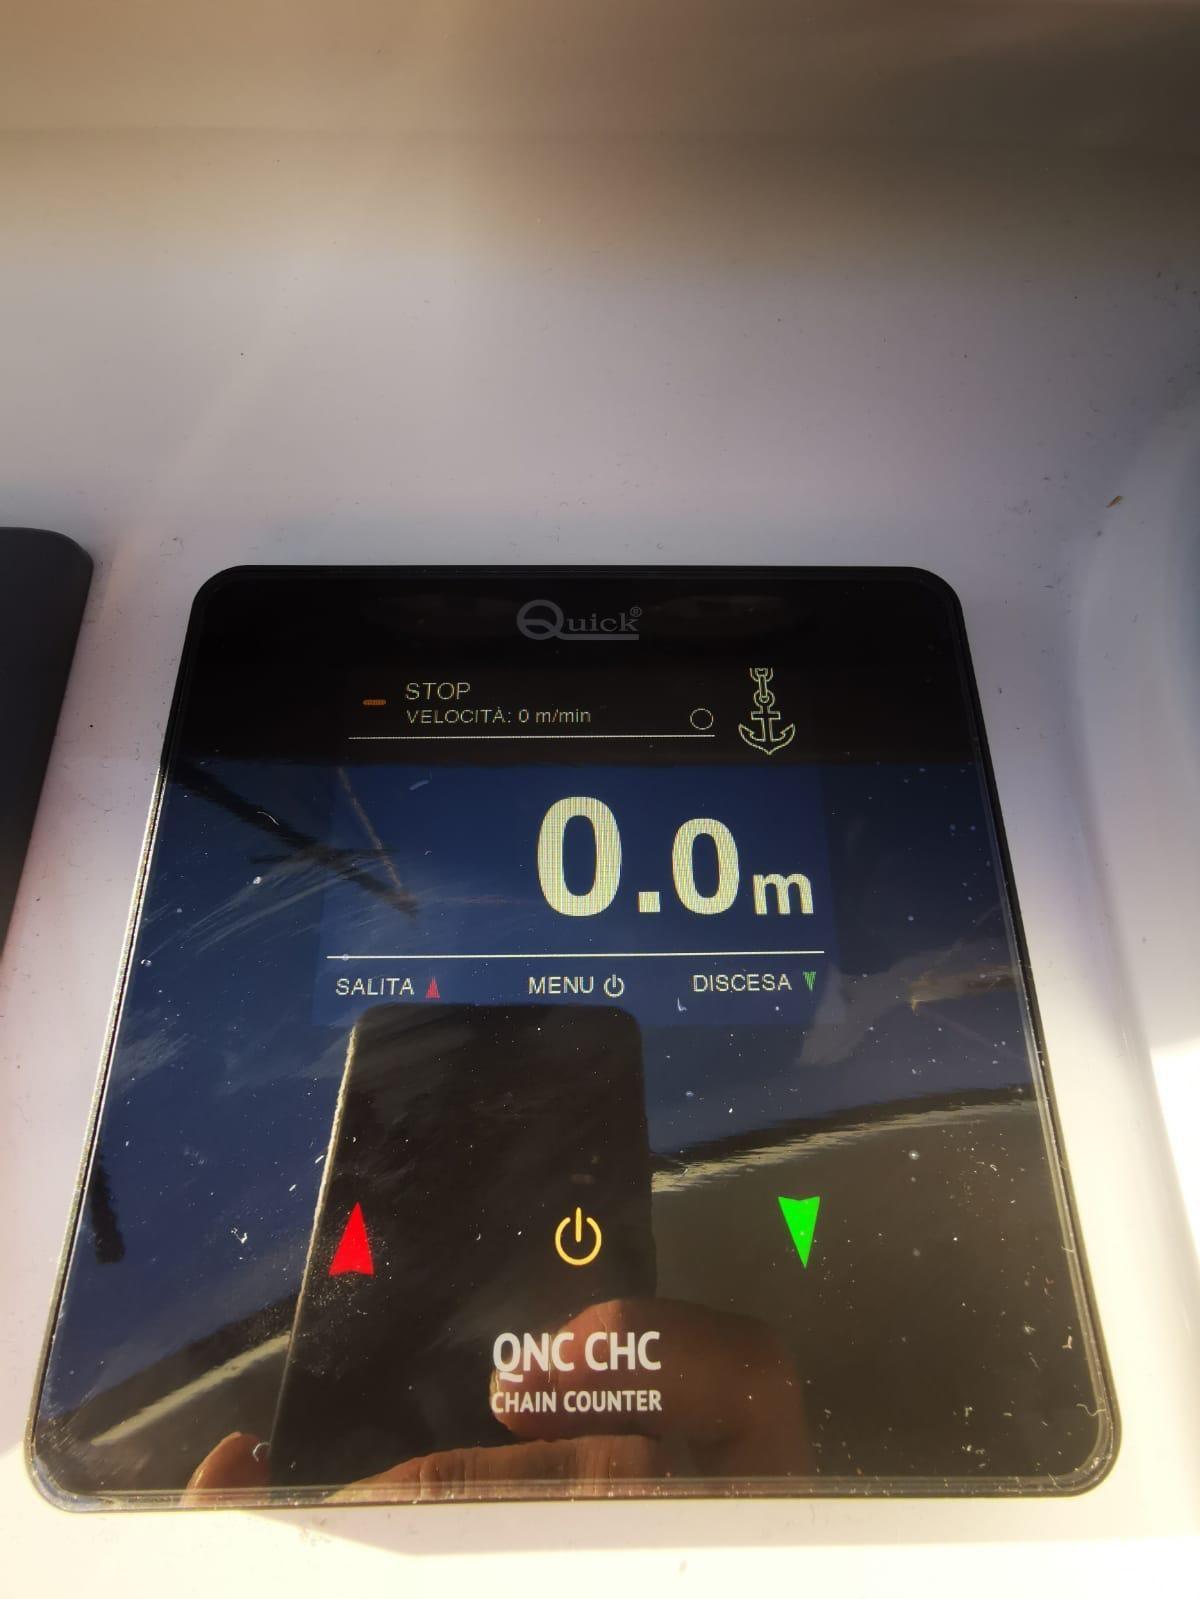 Quick®
STOP
VELOCITÀ: 0 m/min
0.0m
SALITA MENU DISCESA
QNC CHC
CHAIN COUNTER